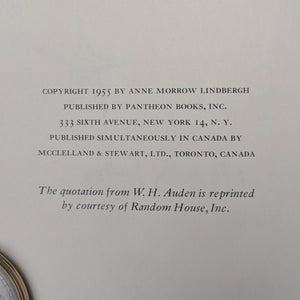 COPYRIGHT 1955 BY ANNE MORROW LINDBERGH
PUBLISHED BY PANTHEON BOOKS, INC.
333 SIXTH AVENUE, NEW YORK 14, N. Y.
PUBLISHED SIMULTANEOUSLY IN CANADA BY
MCCLELLAND & STEWART, LTD., TORONTO, CANADA
The quotation from W. H. Auden is reprinted
by courtesy of Random House, Inc.